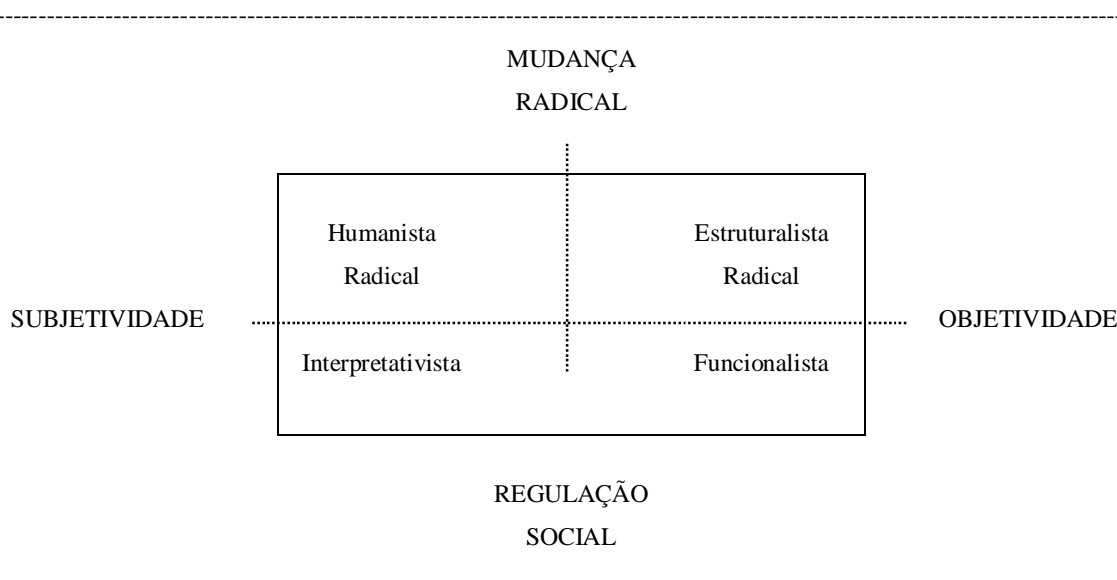 MUDANÇA
RADICAL
Humanista
Radical
Estruturalista
Radical
SUBJETIVIDADE
OBJETIVIDADE
Interpretativista
Funcionalista
REGULAÇÃO
SOCIAL